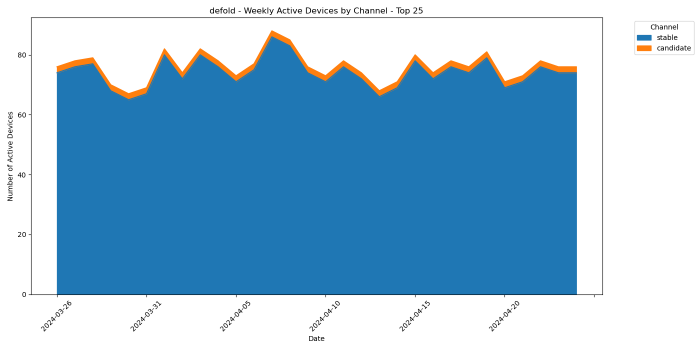 defold - Weekly Active Devices by Channel - Top 25
Channel
stable
candidate
Number of Active Devices
80
60
40
20
0
2024-03-26
2024-03-31
2024-04-05
2024-04-10
2024-04-15
2024-04-20
Date